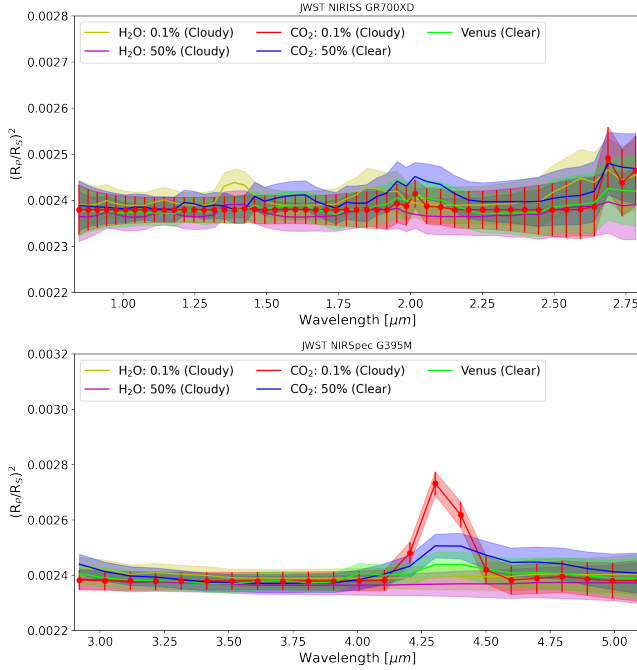 JWST NIRISS GR700XD
0.0028
0.0027
0.0026
0.0025
0.0024
0.0023
0.0022
(R_P/R_S)²
H₂O: 0.1% (Cloudy)
H₂O: 50% (Cloudy)
CO₂: 0.1% (Cloudy)
CO₂: 50% (Clear)
Venus (Clear)
1.00 1.25 1.50 1.75 2.00 2.25 2.50 2.75
Wavelength [μm]
JWST NIRSpec G395M
0.0032
0.0030
0.0028
0.0026
0.0024
0.0022
(R_P/R_S)²
H₂O: 0.1% (Cloudy)
H₂O: 50% (Cloudy)
CO₂: 0.1% (Cloudy)
CO₂: 50% (Clear)
Venus (Clear)
3.00 3.25 3.50 3.75 4.00 4.25 4.50 4.75 5.00
Wavelength [μm]